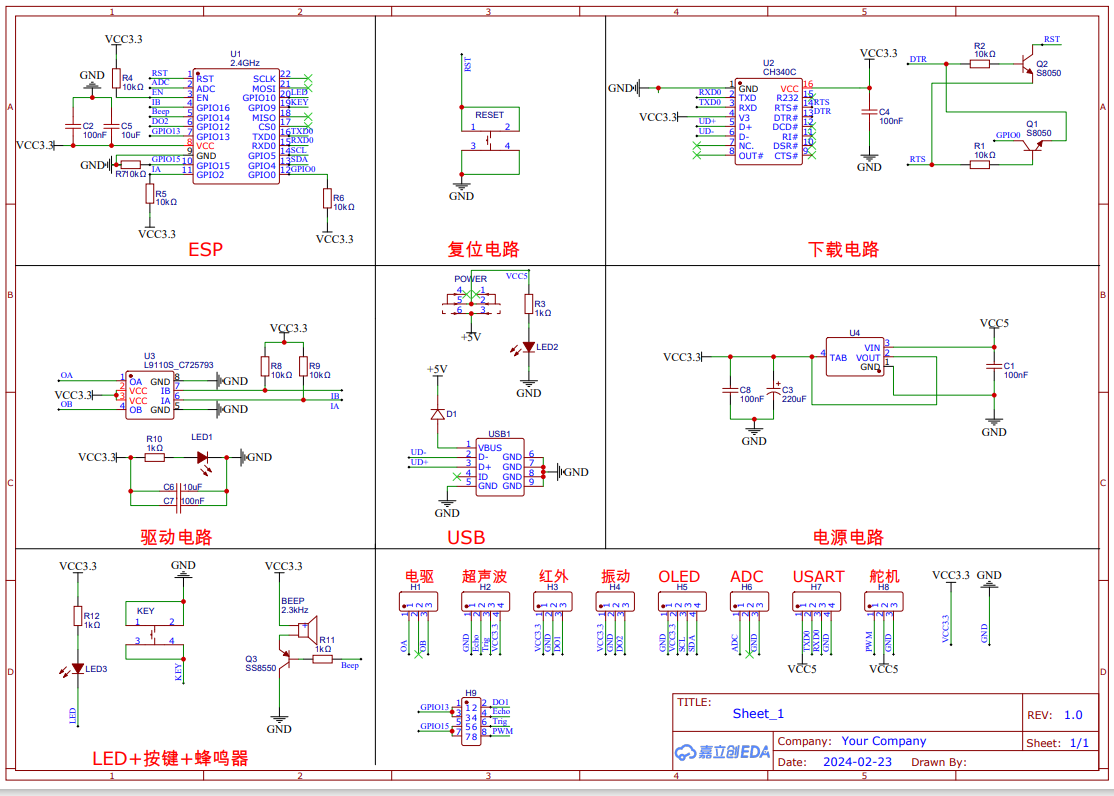 1 2 3 4 5
A
B
C
D
VCC3.3
GND
R4
10kΩ
C2
100nF
C5
10uF
VCC3.3
GND
R7 10kΩ
R5
10kΩ
VCC3.3
R6
10kΩ
VCC3.3
U1
2.4GHz
RST 1 RST
ADC 2 ADC
EN 3 EN
IB 4 GPIO16
Beep 5 GPIO14
DO2 6 GPIO12
GPIO13 7 GPIO13
8 VCC
9 GND
GPIO15 10 GPIO15
IA 11 GPIO2
SCLK 22
MOSI 21
GPIO10 20 LED
GPIO9 19 KEY
MISO 18
CS0 17
TXD0 16 TXD0
RXD0 15 RXD0
GPIO5 14 SCL
GPIO4 13 SDA
GPIO0 12 GPIO0
ESP
RST
RESET
1 2
3 4
GND
复位电路
U2
CH340C
GND
VCC3.3
1 GND
RXD0 2 TXD
TXD0 3 RXD
4 V3
UD+ 5 D+
UD- 6 D-
7 NC.
8 OUT#
VCC 16
R232 15
RTS# 14 RTS
DTR# 13 DTR
DCD# 12
RI# 11
DSR# 10
CTS# 9
VCC3.3
C4
100nF
GND
DTR
R2
10kΩ
RST
Q2
S8050
Q1
S8050
GPIO0
RTS
R1
10kΩ
下载电路
U3
L9110S_C725793
OA
VCC3.3
OB
1 OA
2 VCC
3 VCC
4 OB
GND 8
IB 7
IA 6
GND 5
GND
GND
VCC3.3
R8
10kΩ
R9
10kΩ
IB
IA
VCC3.3
R10
1kΩ
LED1
GND
C6 10uF
C7 100nF
驱动电路
POWER
4 1
5 2
6 3
+5V
VCC5
R3
1kΩ
LED2
GND
+5V
D1
USB1
UD-
UD+
1 VBUS
2 D-
3 D+
4 ID
5 GND
GND 6
GND 7
GND 8
GND 9
GND
GND
USB
U4
VCC3.3
4 TAB
VIN 3
VOUT 2
GND 1
C8
100nF
C3
220uF
GND
VCC5
C1
100nF
GND
电源电路
VCC3.3
R12
1kΩ
LED3
LED
GND
KEY
1 2
3 4
KEY
VCC3.3
BEEP
2.3kHz
Q3
SS8550
R11
1kΩ
Beep
GND
LED+按键+蜂鸣器
电驱 超声波 红外 振动 OLED ADC USART 舵机
H1 H2 H3 H4 H5 H6 H7 H8
1 2 3
OA
OB
1 2 3 4
GND
Echo
Trig
VCC3.3
1 2 3
VCC3.3
GND
DO1
1 2 3
VCC3.3
GND
DO2
1 2 3 4
GND
VCC3.3
SCL
SDA
1 2 3
ADC
GND
1 2 3 4
TXD0
RXD0
GND
VCC5
1 2 3
PWM
GND
VCC5
VCC3.3 GND
VCC3.3
GND
H9
GPIO13
GPIO15
1 1 2 2 DO1
3 3 4 4 Echo
5 5 6 6 Trig
7 7 8 8 PWM
TITLE:
Sheet_1
REV: 1.0
嘉立创EDA
Company: Your Company
Sheet: 1/1
Date: 2024-02-23 Drawn By:
A
B
C
D
1 2 3 4 5